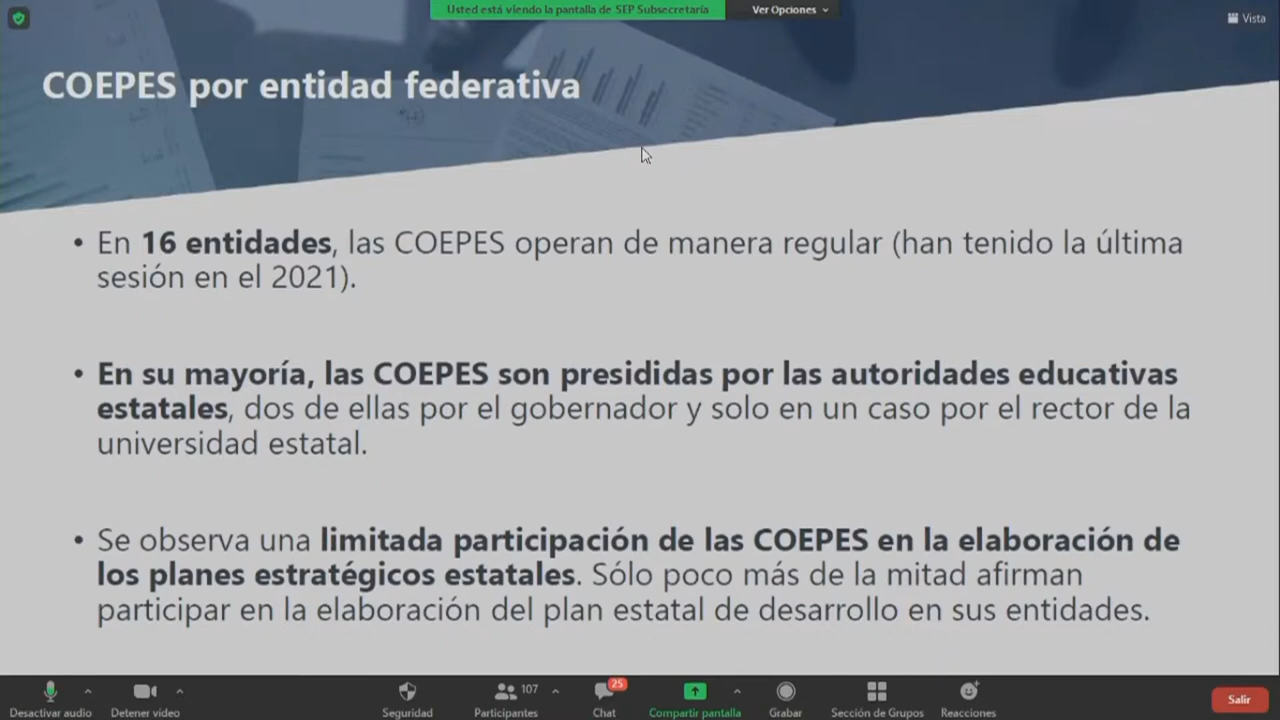 Usted está viendo la pantalla de SEP Subsecretaría
Ver Opciones
Vista
COEPES por entidad federativa
• En 16 entidades, las COEPES operan de manera regular (han tenido la última
sesión en el 2021).
• En su mayoría, las COEPES son presididas por las autoridades educativas
estatales, dos de ellas por el gobernador y solo en un caso por el rector de la
universidad estatal.
• Se observa una limitada participación de las COEPES en la elaboración de
los planes estratégicos estatales. Sólo poco más de la mitad afirman
participar en la elaboración del plan estatal de desarrollo en sus entidades.
107
25
Desactivar audio
Detener video
Seguridad
Participantes
Chat
Compartir pantalla
Grabar
Sección de Grupos
Reacciones
Salir